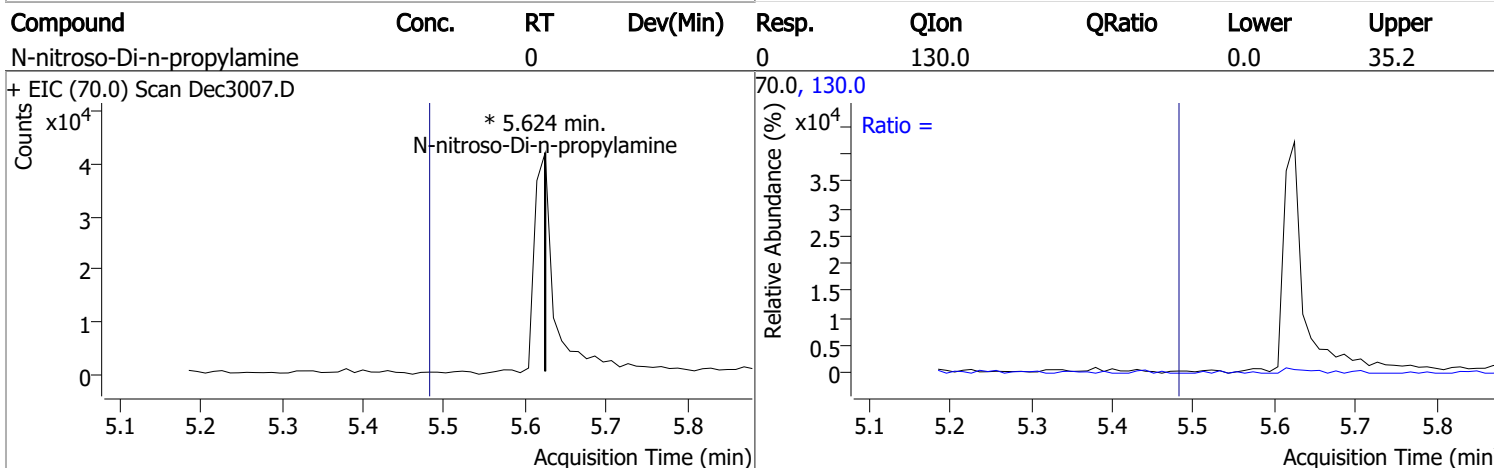 Compound Conc. RT Dev(Min) Resp. QIon QRatio Lower Upper
N-nitroso-Di-n-propylamine 0 0 130.0 0.0 35.2
+ EIC (70.0) Scan Dec3007.D
Counts
x10⁴
* 5.624 min.
N-nitroso-Di-n-propylamine
4
3
2
1
0
5.1 5.2 5.3 5.4 5.5 5.6 5.7 5.8
Acquisition Time (min)
70.0, 130.0
Relative Abundance (%)
x10⁴
Ratio =
3.5
3
2.5
2
1.5
1
0.5
0
5.1 5.2 5.3 5.4 5.5 5.6 5.7 5.8
Acquisition Time (min